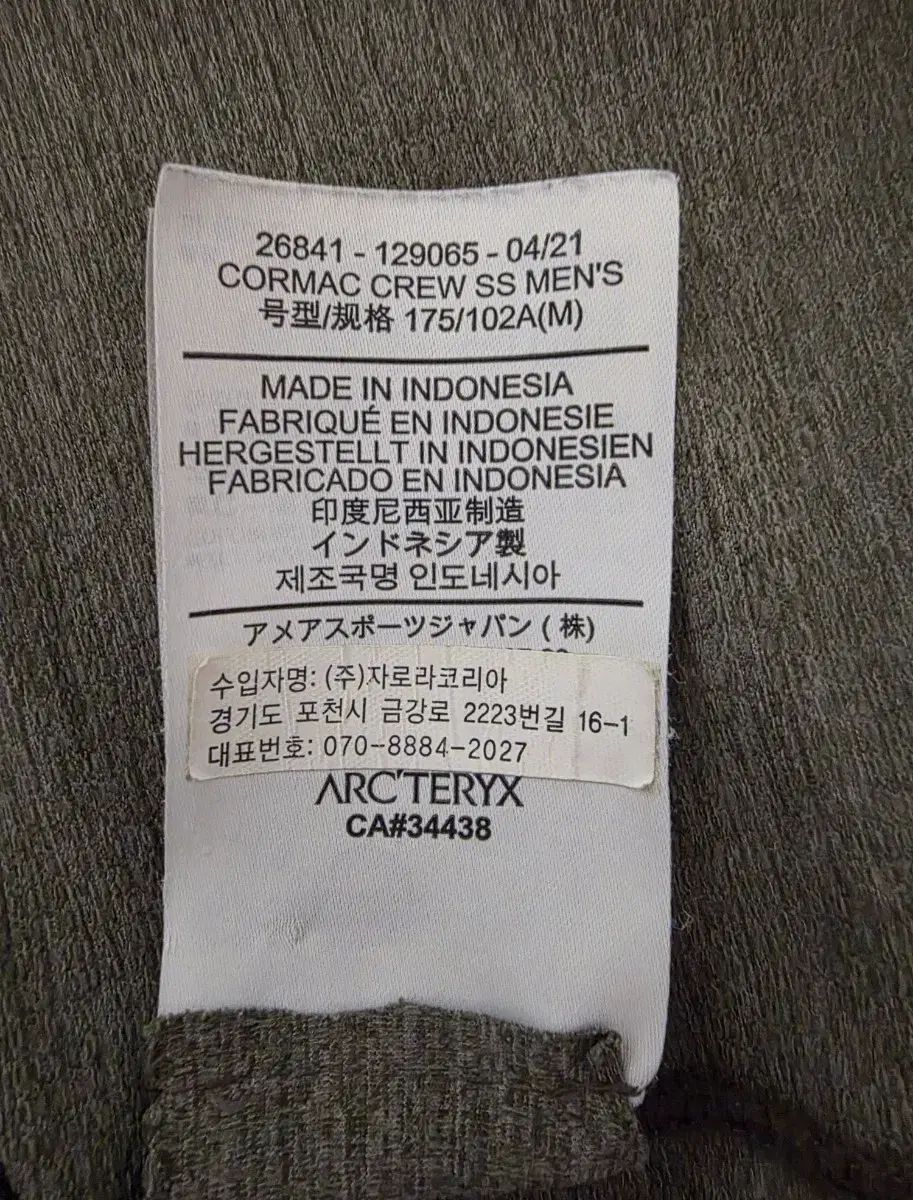 26841 - 129065 - 04/21
CORMAC CREW SS MEN'S
号型/规格 175/102A(M)
MADE IN INDONESIA
FABRIQUÉ EN INDONESIE
HERGESTELLT IN INDONESIEN
FABRICADO EN INDONESIA
印度尼西亚制造
インドネシア製
제조국명 인도네시아
アメアスポーツジャパン ( 株)
수입자명: (주)자로라코리아
경기도 포천시 금강로 2223번길 16-1
대표번호: 070-8884-2027
ARC'TERYX
CA#34438